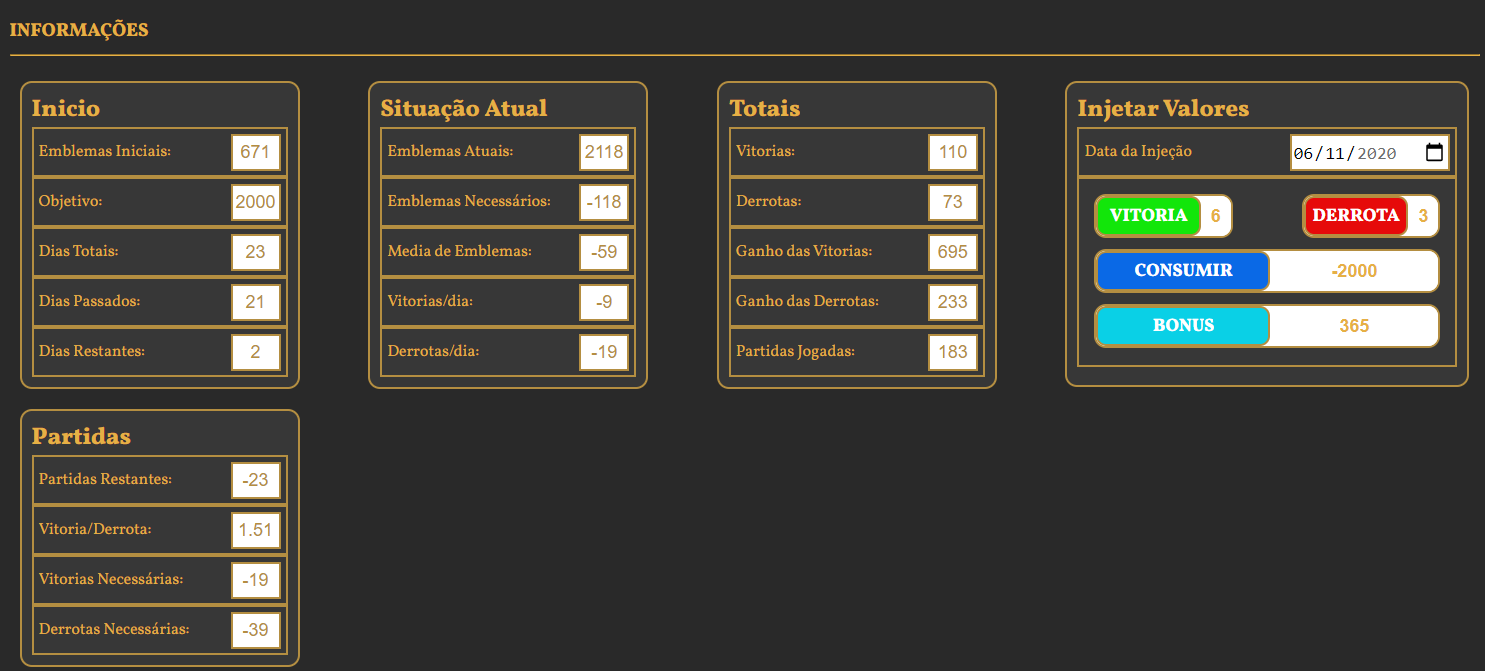 INFORMAÇÕES
Inicio
Emblemas Iniciais: 671
Objetivo: 2000
Dias Totais: 23
Dias Passados: 21
Dias Restantes: 2
Situação Atual
Emblemas Atuais: 2118
Emblemas Necessários: -118
Media de Emblemas: -59
Vitorias/dia: -9
Derrotas/dia: -19
Totais
Vitorias: 110
Derrotas: 73
Ganho das Vitorias: 695
Ganho das Derrotas: 233
Partidas Jogadas: 183
Injetar Valores
Data da Injeção 06/11/2020
VITORIA 6 DERROTA 3
CONSUMIR -2000
BONUS 365
Partidas
Partidas Restantes: -23
Vitoria/Derrota: 1.51
Vitorias Necessárias: -19
Derrotas Necessárias: -39